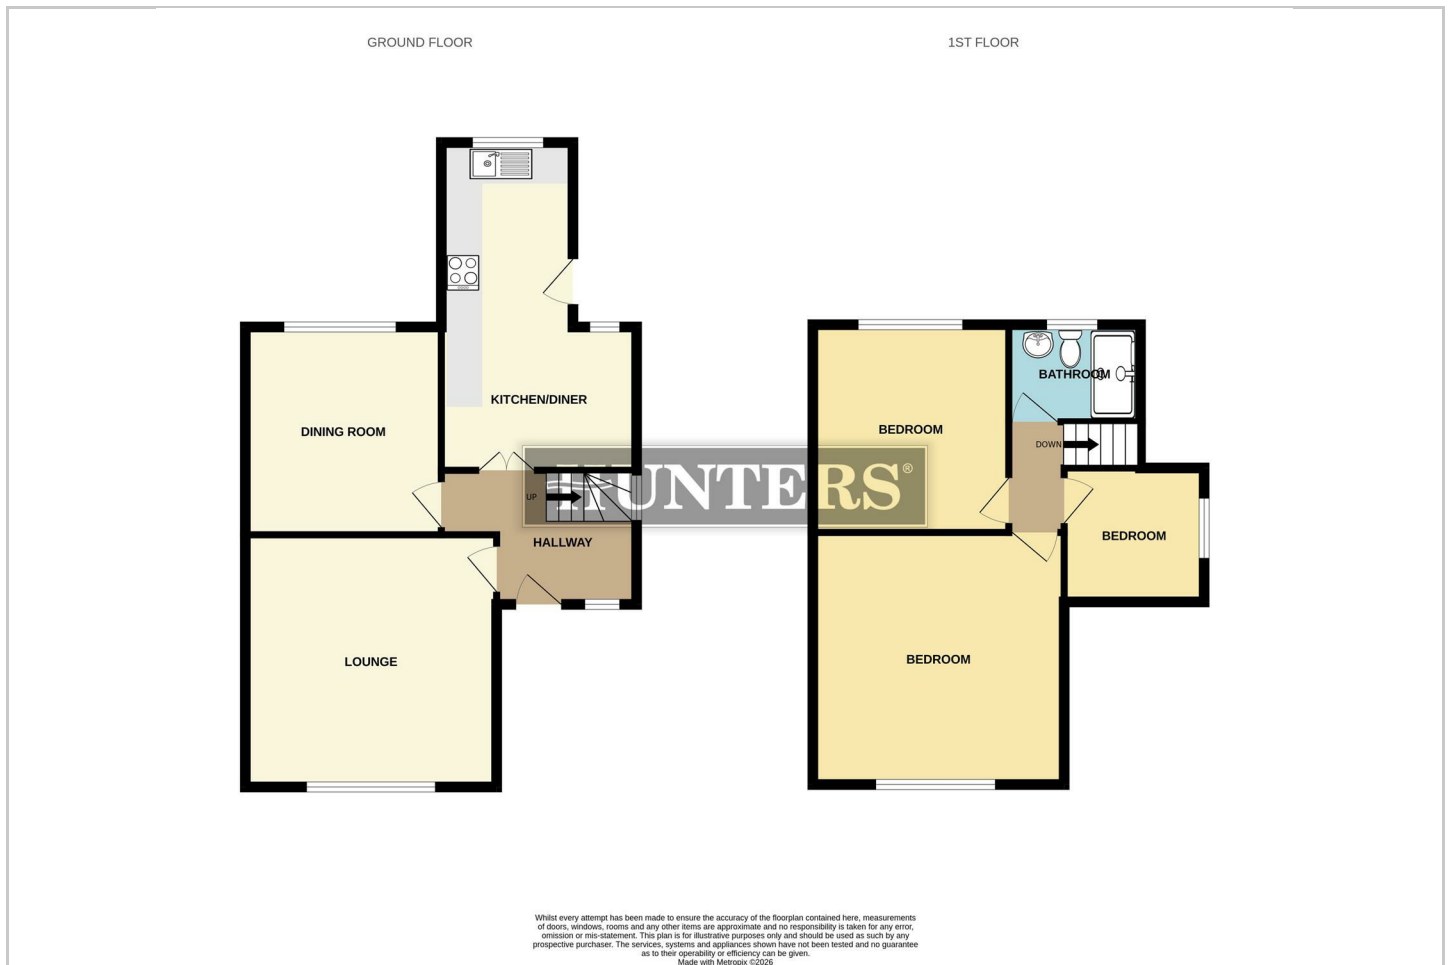 GROUND FLOOR
1ST FLOOR
KITCHEN/DINER
DINING ROOM
UP
HALLWAY
LOUNGE
BATHROOM
BEDROOM
DOWN
BEDROOM
BEDROOM
HUNTERS®
Whilst every attempt has been made to ensure the accuracy of the floorplan contained here, measurements
of doors, windows, rooms and any other items are approximate and no responsibility is taken for any error,
omission or mis-statement. This plan is for illustrative purposes only and should be used as such by any
prospective purchaser. The services, systems and appliances shown have not been tested and no guarantee
as to their operability or efficiency can be given.
Made with Metropix ©2026